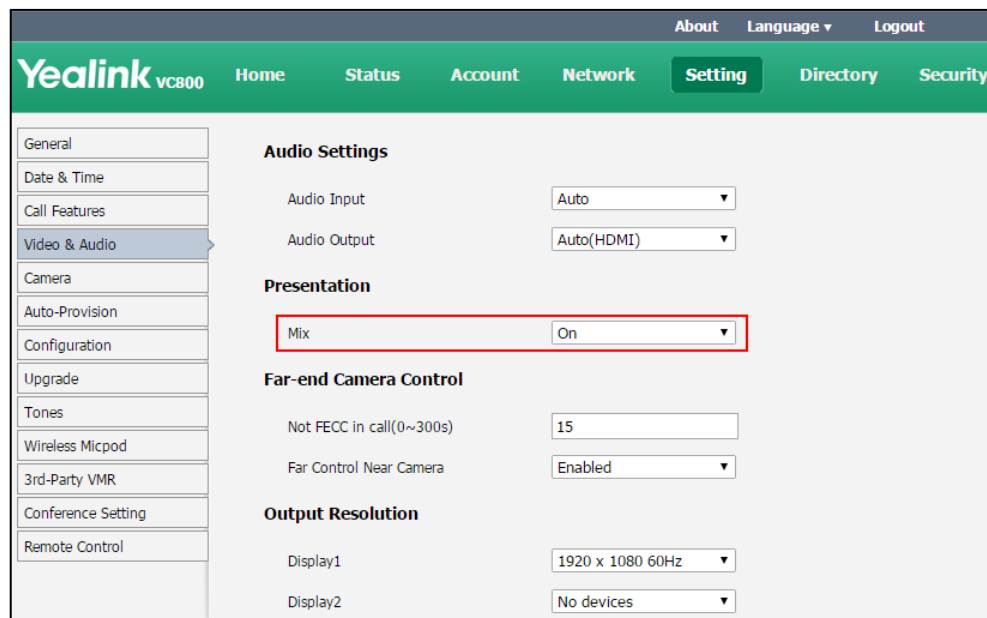 About Language ▾ Logout
Yealink VC800 Home Status Account Network Setting Directory Security
General
Date & Time
Call Features
Video & Audio
Camera
Auto-Provision
Configuration
Upgrade
Tones
Wireless Micpod
3rd-Party VMR
Conference Setting
Remote Control
Audio Settings
Audio Input Auto
Audio Output Auto(HDMI)
Presentation
Mix On
Far-end Camera Control
Not FECC in call(0~300s) 15
Far Control Near Camera Enabled
Output Resolution
Display1 1920 x 1080 60Hz
Display2 No devices